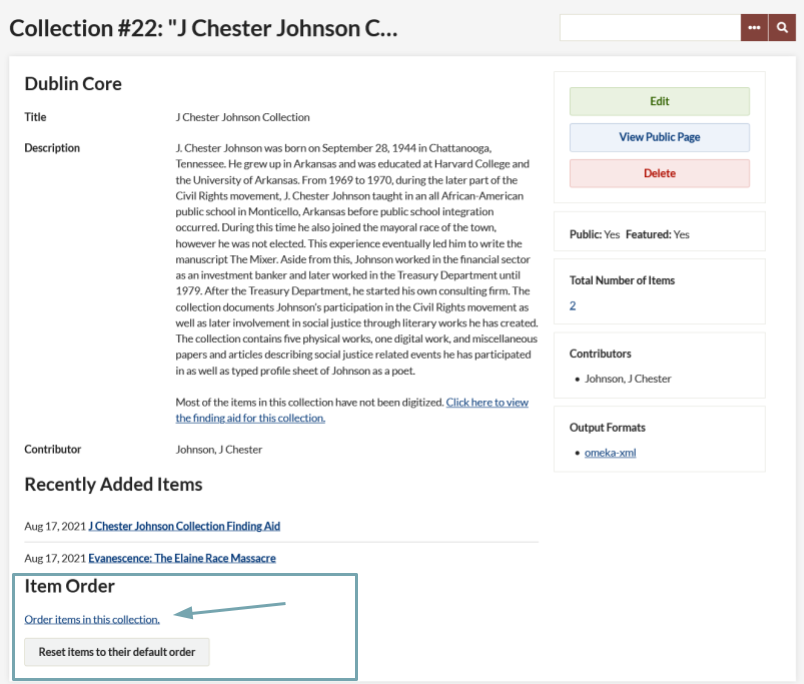 Collection #22: "J Chester Johnson C...
Dublin Core
Title
J Chester Johnson Collection
Description
J. Chester Johnson was born on September 28, 1944 in Chattanooga,
Tennessee. He grew up in Arkansas and was educated at Harvard College and
the University of Arkansas. From 1969 to 1970, during the later part of the
Civil Rights movement, J. Chester Johnson taught in an all African-American
public school in Monticello, Arkansas before public school integration
occurred. During this time he also joined the mayoral race of the town,
however he was not elected. This experience eventually led him to write the
manuscript The Mixer. Aside from this, Johnson worked in the financial sector
as an investment banker and later worked in the Treasury Department until
1979. After the Treasury Department, he started his own consulting firm. The
collection documents Johnson's participation in the Civil Rights movement as
well as later involvement in social justice through literary works he has created.
The collection contains five physical works, one digital work, and miscellaneous
papers and articles describing social justice related events he has participated
in as well as typed profile sheet of Johnson as a poet.
Most of the items in this collection have not been digitized. Click here to view
the finding aid for this collection.
Contributor
Johnson, J Chester
Recently Added Items
Aug 17, 2021 J Chester Johnson Collection Finding Aid
Aug 17, 2021 Evanescence: The Elaine Race Massacre
Item Order
Order items in this collection.
Reset items to their default order
Edit
View Public Page
Delete
Public: Yes Featured: Yes
Total Number of Items
2
Contributors
• Johnson, J Chester
Output Formats
• omeka-xml